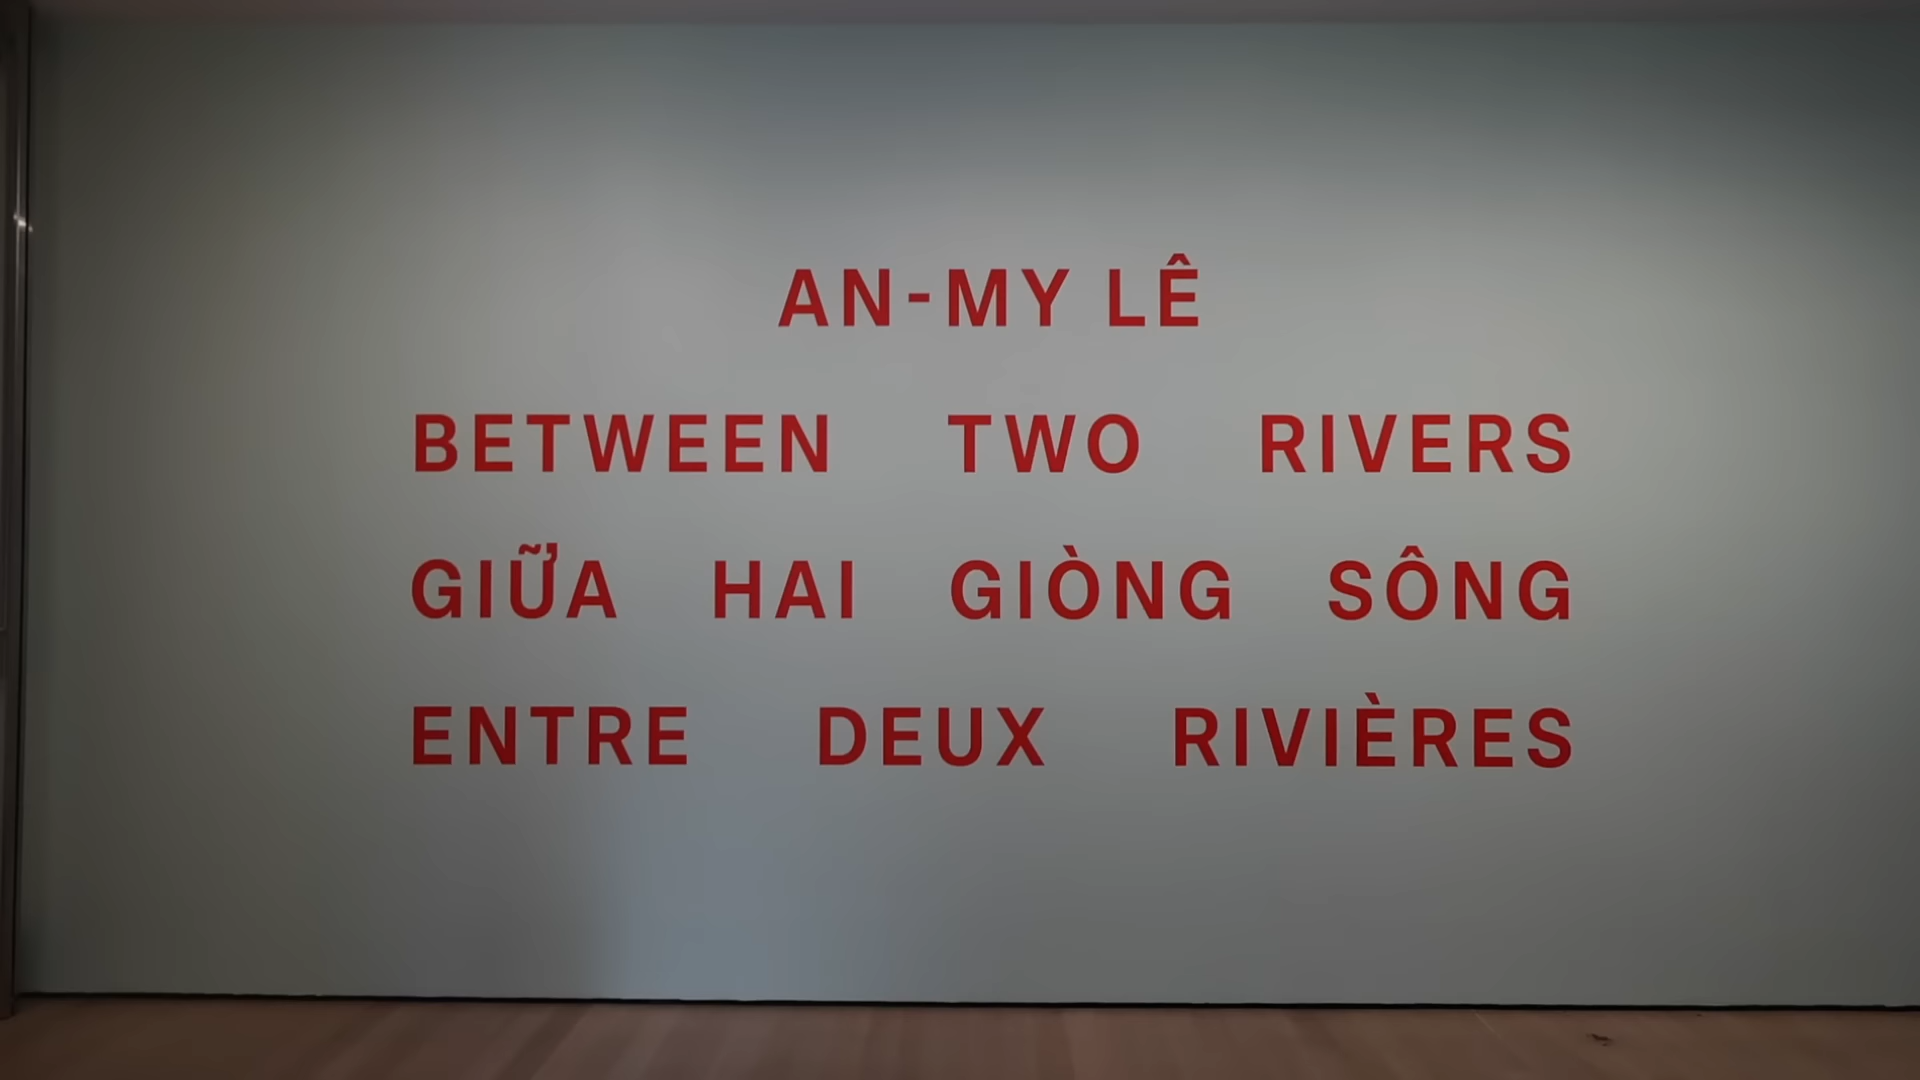 AN-MY LÊ
BETWEEN TWO RIVERS
GIỮA HAI GIÒNG SÔNG
ENTRE DEUX RIVIÈRES